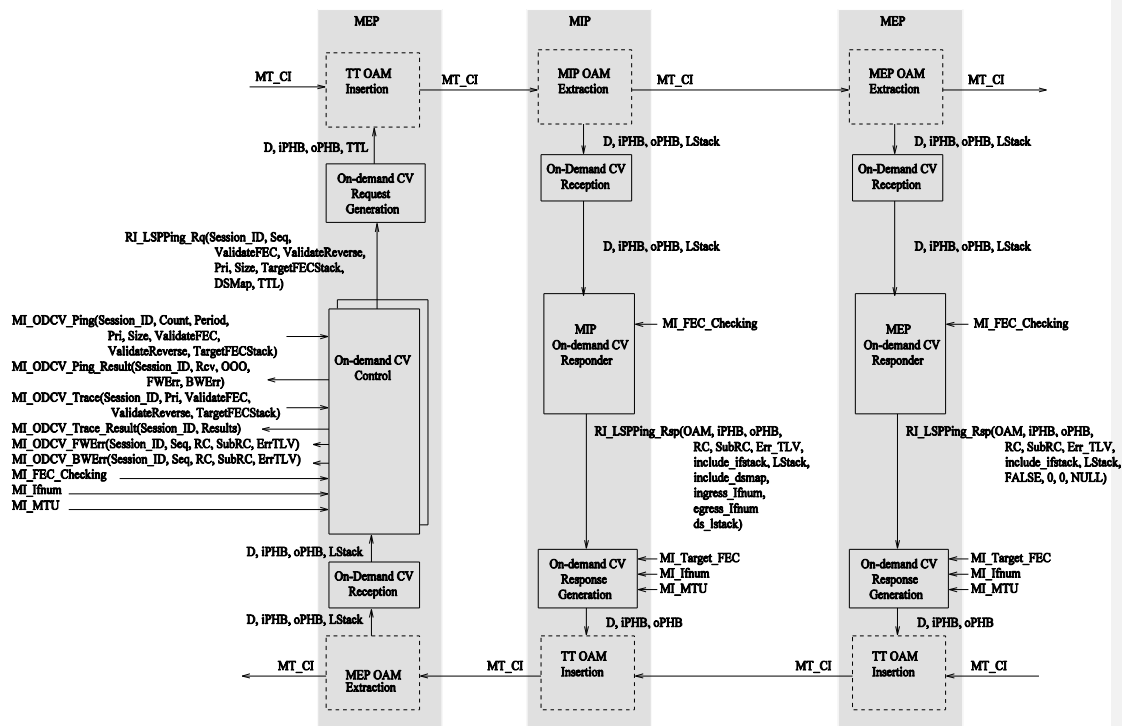 MEP
MIP
MEP
MT_CI
TT OAM
Insertion
MT_CI
MIP OAM
Extraction
MT_CI
MEP OAM
Extraction
MT_CI
D, iPHB, oPHB, TTL
D, iPHB, oPHB, LStack
D, iPHB, oPHB, LStack
On-demand CV
Request
Generation
On-Demand CV
Reception
On-Demand CV
Reception
RI_LSPPing_Rq(Session_ID, Seq,
ValidateFEC, ValidateReverse,
Pri, Size, TargetFECStack,
DSMap, TTL)
D, iPHB, oPHB, LStack
D, iPHB, oPHB, LStack
MI_ODCV_Ping(Session_ID, Count, Period,
Pri, Size, ValidateFEC,
ValidateReverse, TargetFECStack)
MI_ODCV_Ping_Result(Session_ID, Rcv, OOO,
FWErr, BWErr)
MI_ODCV_Trace(Session_ID, Pri, ValidateFEC,
ValidateReverse, TargetFECStack)
MI_ODCV_Trace_Result(Session_ID, Results)
MI_ODCV_FWErr(Session_ID, Seq, RC, SubRC, ErrTLV)
MI_ODCV_BWErr(Session_ID, Seq, RC, SubRC, ErrTLV)
MI_FEC_Checking
MI_Ifnum
MI_MTU
On-demand CV
Control
MIP
On-demand CV
Responder
MI_FEC_Checking
MEP
On-demand CV
Responder
MI_FEC_Checking
RI_LSPPing_Rsp(OAM, iPHB, oPHB,
RC, SubRC, Err_TLV,
include_ifstack, LStack,
include_dsmap,
ingress_Ifnum,
egress_Ifnum
ds_lstack)
RI_LSPPing_Rsp(OAM, iPHB, oPHB,
RC, SubRC, Err_TLV,
include_ifstack, LStack,
FALSE, 0, 0, NULL)
D, iPHB, oPHB, LStack
On-Demand CV
Reception
On-demand CV
Response
Generation
MI_Target_FEC
MI_Ifnum
MI_MTU
On-demand CV
Response
Generation
MI_Target_FEC
MI_Ifnum
MI_MTU
D, iPHB, oPHB, LStack
D, iPHB, oPHB
D, iPHB, oPHB
MT_CI
MEP OAM
Extraction
MT_CI
TT OAM
Insertion
MT_CI
TT OAM
Insertion
MT_CI